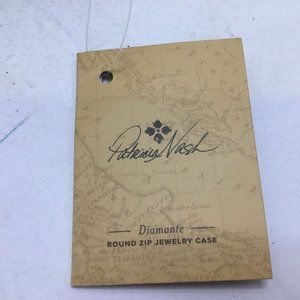 Patricia Nash
Diamante
ROUND ZIP JEWELRY CASE